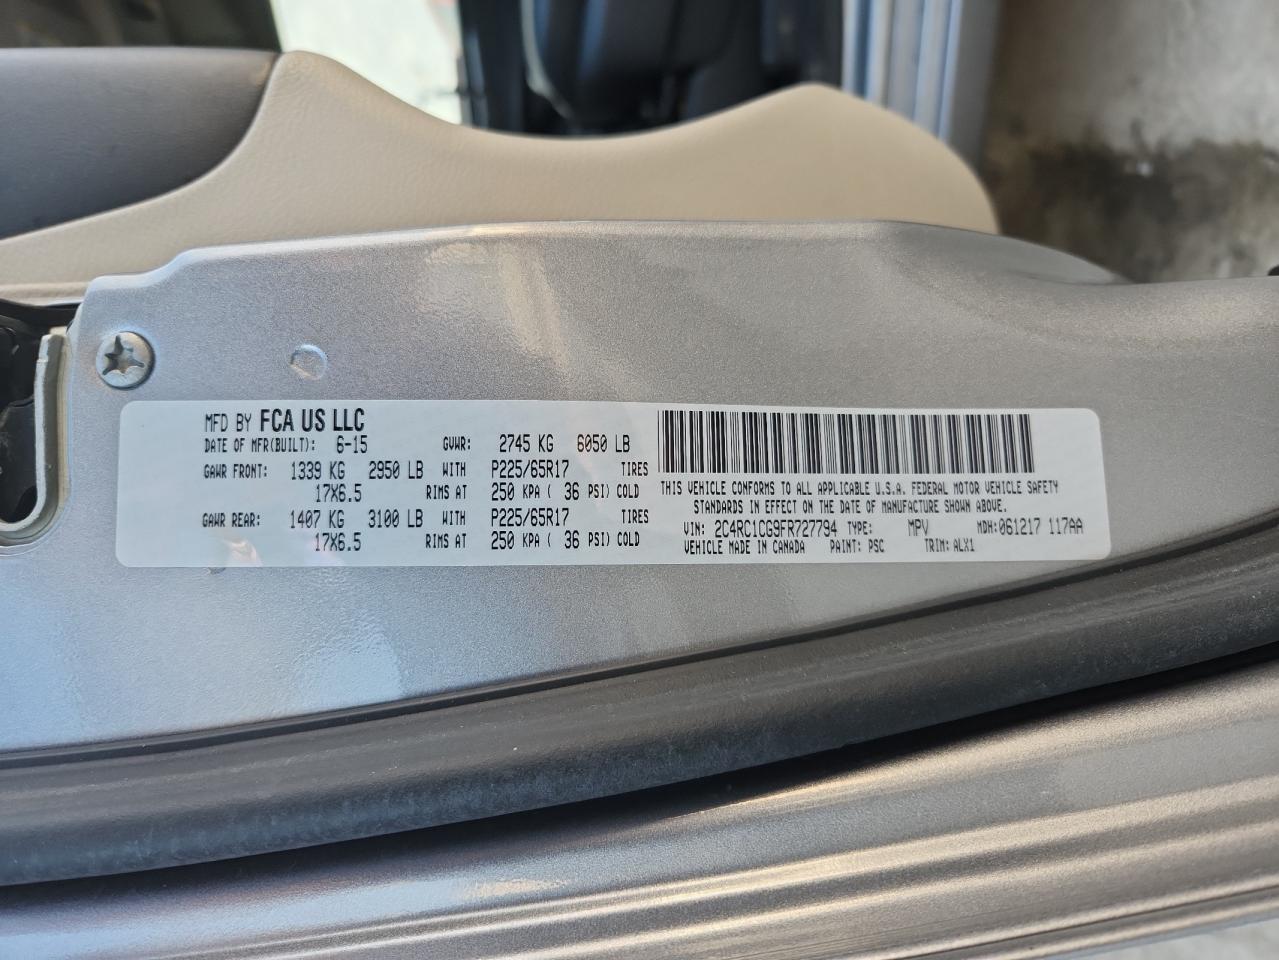 MFD BY FCA US LLC
DATE OF MFR(BUILT): 6-15 GVWR: 2745 KG 6050 LB
GAWR FRONT: 1339 KG 2950 LB WITH P225/65R17 TIRES
17X6.5 RIMS AT 250 KPA ( 36 PSI) COLD
GAWR REAR: 1407 KG 3100 LB WITH P225/65R17 TIRES
17X6.5 RIMS AT 250 KPA ( 36 PSI) COLD
THIS VEHICLE CONFORMS TO ALL APPLICABLE U.S.A. FEDERAL MOTOR VEHICLE SAFETY
STANDARDS IN EFFECT ON THE DATE OF MANUFACTURE SHOWN ABOVE.
VIN: 2C4RC1CG9FR727794 TYPE: MPV MDH:061217 117AA
VEHICLE MADE IN CANADA PAINT: PSC TRIM: ALX1